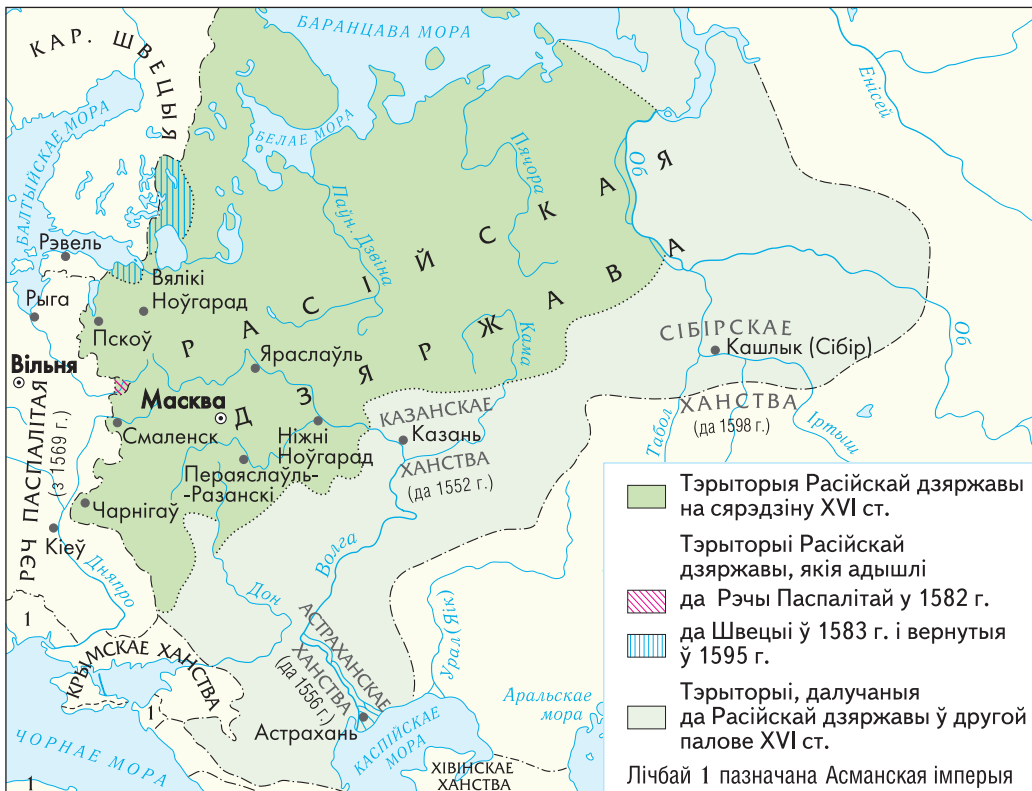 БАРАНЦАВА МОРА
КАР. ШВЕЦЫЯ
Енісей
БЕЛАЕ МОРА
Пячора
Об
БАЛТЫЙСКАЕ МОРА
Паўн. Дзвіна
РАСІЙСКАЯ
ДЗЯРЖАВА
Рэвель
Вялікі
Ноўгарад
Рыга
Пскоў
Яраслаўль
Кама
СІБІРСКАЕ
Кашлык (Сібір)
Об
Вільня
Масква
КАЗАНСКАЕ
ХАНСТВА
(да 1598 г.)
Табол
Іртыш
Смаленск
Ніжні
Ноўгарад
Казань
ХАНСТВА
(да 1552 г.)
Пераяслаўль-
-Разанскі
РЭЧ ПАСПАЛІТАЯ
(з 1569 г.)
Чарнігаў
Кіеў
Дняпро
Волга
Дон
Урал (Яік)
1
КРЫМСКАЕ ХАНСТВА
1
АСТРАХАНСКАЕ
ХАНСТВА
(да 1556 г.)
Астрахань
КАСПІЙСКАЕ
МОРА
Аральскае
мора
ЧОРНАЕ МОРА
1
ХІВІНСКАЕ
ХАНСТВА
Тэрыторыя Расійскай дзяржавы
на сярэдзіну XVI ст.
Тэрыторыі Расійскай
дзяржавы, якія адышлі
да Рэчы Паспалітай у 1582 г.
да Швецыі ў 1583 г. і вернутыя
ў 1595 г.
Тэрыторыі, далучаныя
да Расійскай дзяржавы ў другой
палове XVI ст.
Лічбай 1 пазначана Асманская імперыя